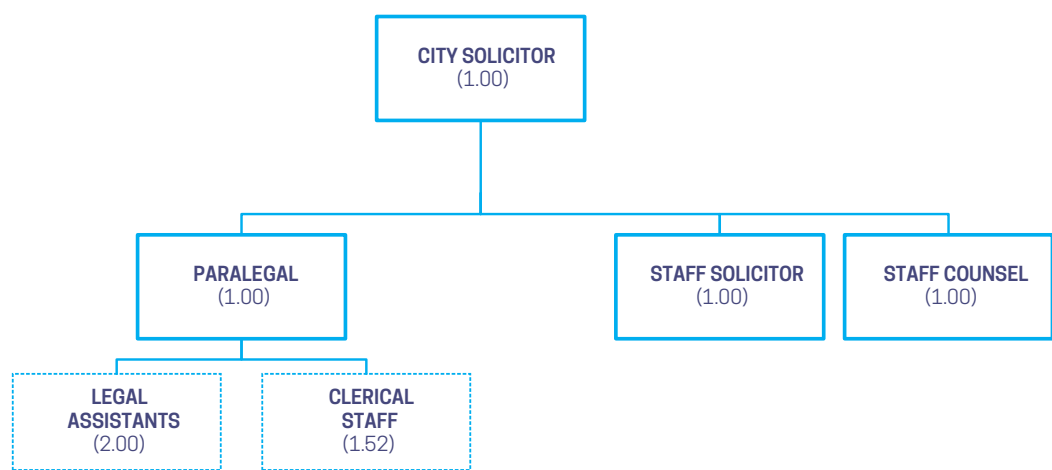 CITY SOLICITOR
(1.00)
PARALEGAL
(1.00)
STAFF SOLICITOR
(1.00)
STAFF COUNSEL
(1.00)
LEGAL
ASSISTANTS
(2.00)
CLERICAL
STAFF
(1.52)